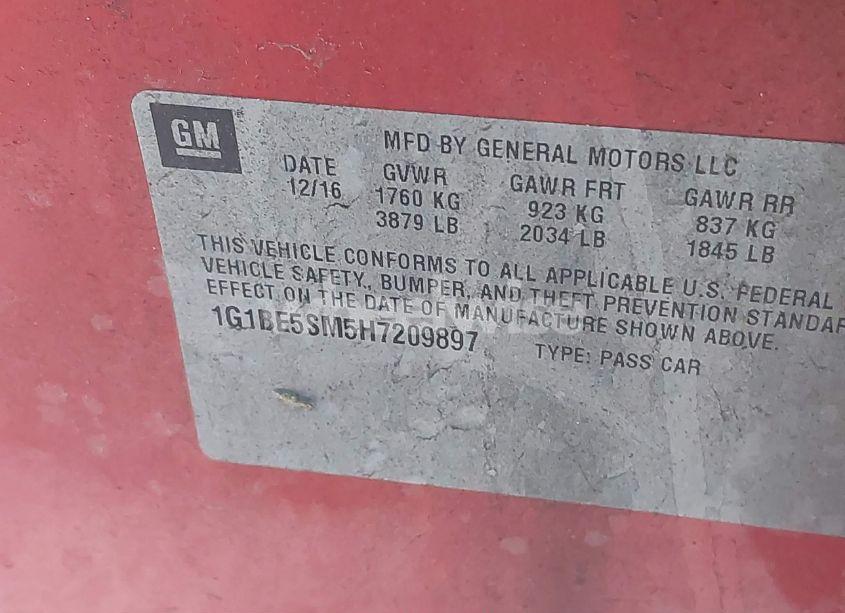 GM
MFD BY GENERAL MOTORS LLC
DATE GVWR GAWR FRT GAWR RR
12/16 1760 KG 923 KG 837 KG
3879 LB 2034 LB 1845 LB
THIS VEHICLE CONFORMS TO ALL APPLICABLE U.S. FEDERAL
VEHICLE SAFETY, BUMPER, AND THEFT PREVENTION STANDAR
EFFECT ON THE DATE OF MANUFACTURE SHOWN ABOVE.
1G1BE5SM5H7209897 TYPE: PASS CAR